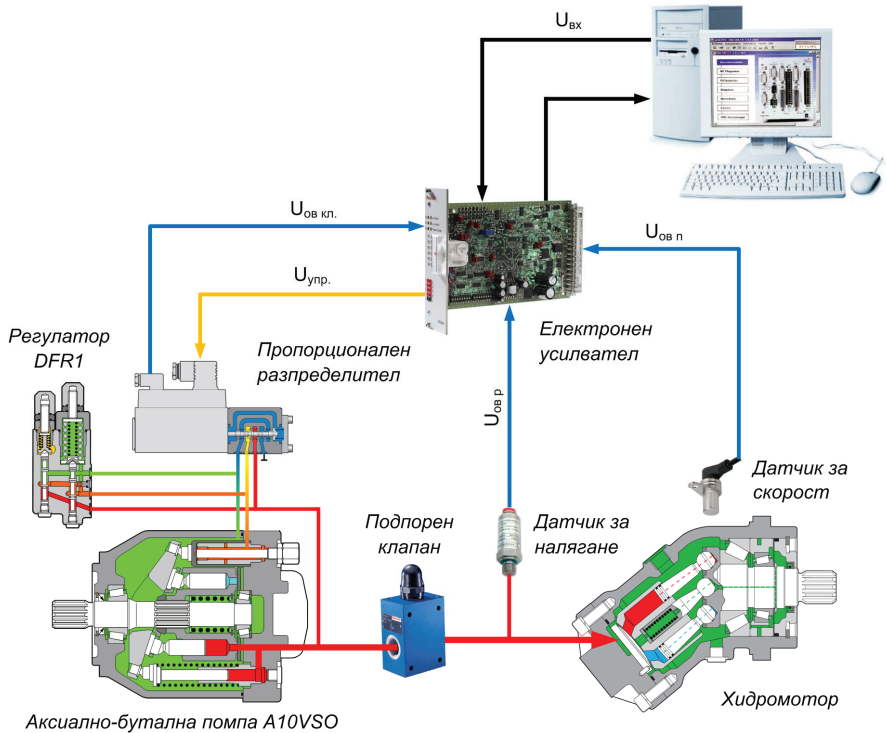 Uвх
Uов кл.
Uов n
Uупр.
Регулатор
DFR1
Пропорционален
разпределител
Електронен
усилвател
Uов p
Датчик за
скорост
Подпорен
клапан
Датчик за
налягане
Хидромотор
Аксиално-бутална помпа A10VSO